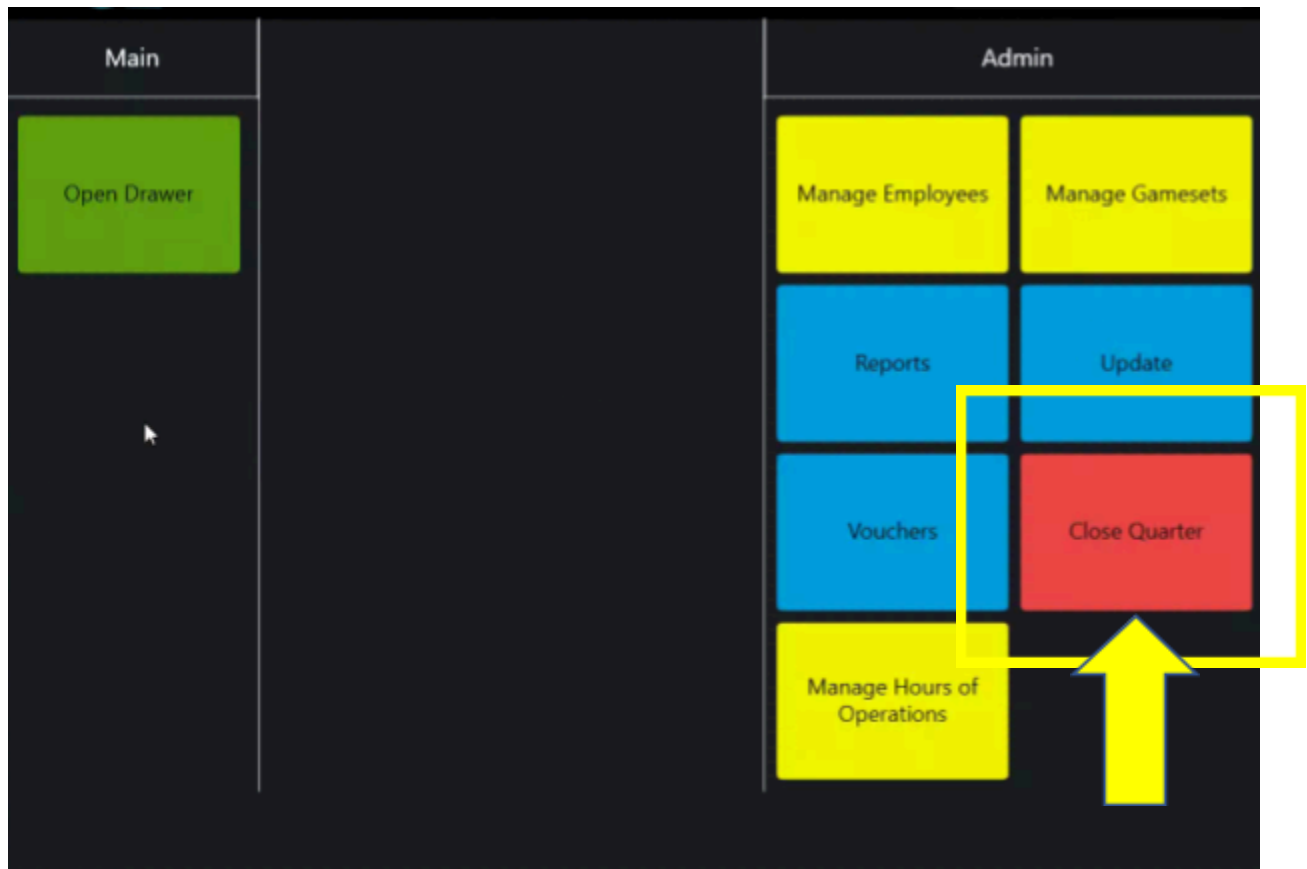 Main
Admin
Open Drawer
Manage Employees
Manage Gamesets
Reports
Update
Vouchers
Close Quarter
Manage Hours of
Operations